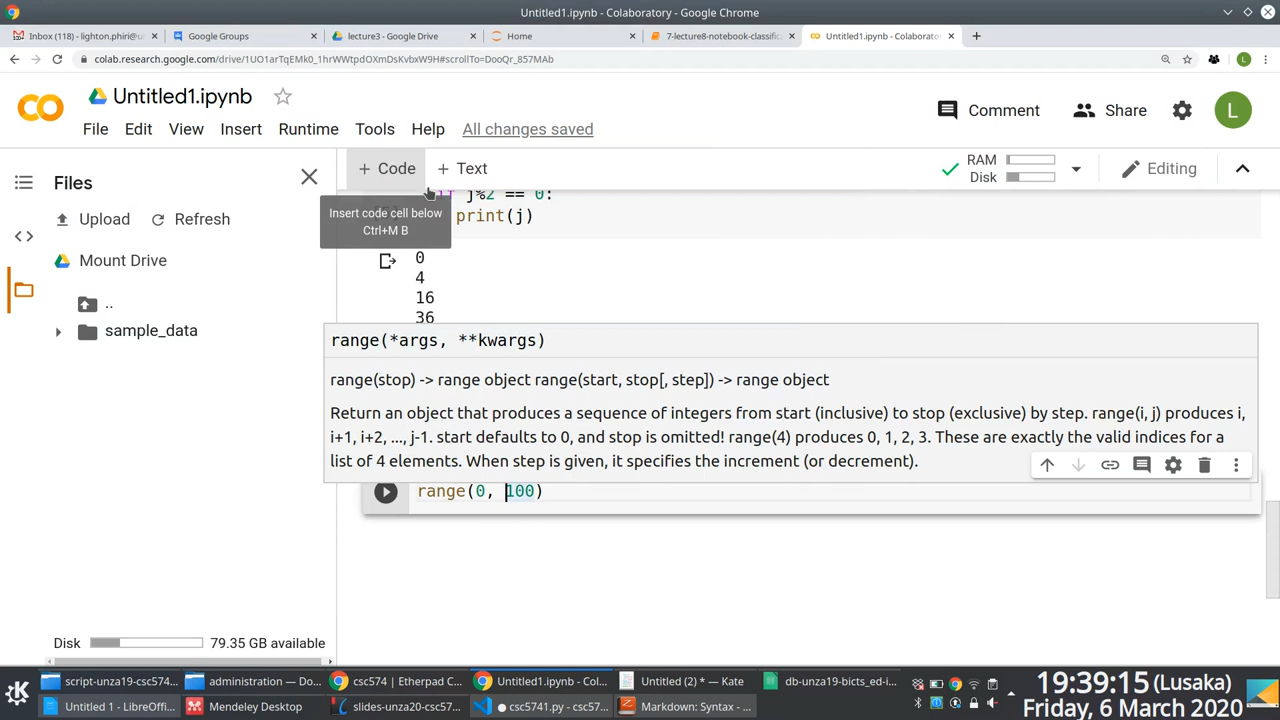 Untitled1.ipynb - Colaboratory - Google Chrome
Inbox (118) - lighton.phiri@u
Google Groups
lecture3 - Google Drive
Home
7-lecture8-notebook-classific
Untitled1.ipynb - Colaborato
colab.research.google.com/drive/1UO1arTqEMk0_1hrWWtpdOXmDsKvbxW9H#scrollTo=DooQr_857MAb
L
CO
Untitled1.ipynb
Comment
Share
L
File Edit View Insert Runtime Tools Help All changes saved
Files
+ Code + Text
RAM
Disk
Editing
Upload Refresh
Insert code cell below
Ctrl+M B
if j%2 == 0:
print(j)
Mount Drive
..
sample_data
0
4
16
36
range(*args, **kwargs)
range(stop) -> range object range(start, stop[, step]) -> range object
Return an object that produces a sequence of integers from start (inclusive) to stop (exclusive) by step. range(i, j) produces i,
i+1, i+2, ..., j-1. start defaults to 0, and stop is omitted! range(4) produces 0, 1, 2, 3. These are exactly the valid indices for a
list of 4 elements. When step is given, it specifies the increment (or decrement).
range(0, 100)
Disk 79.35 GB available
script-unza19-csc574...
administration — Do...
csc574 | Etherpad C...
Untitled1.ipynb - Col...
Untitled (2) * — Kate
db-unza19-bicts_ed-i...
Untitled 1 - LibreOffi...
Mendeley Desktop
slides-unza20-csc57...
● csc5741.py - csc57...
Markdown: Syntax - ...
19:39:15 (Lusaka)
Friday, 6 March 2020